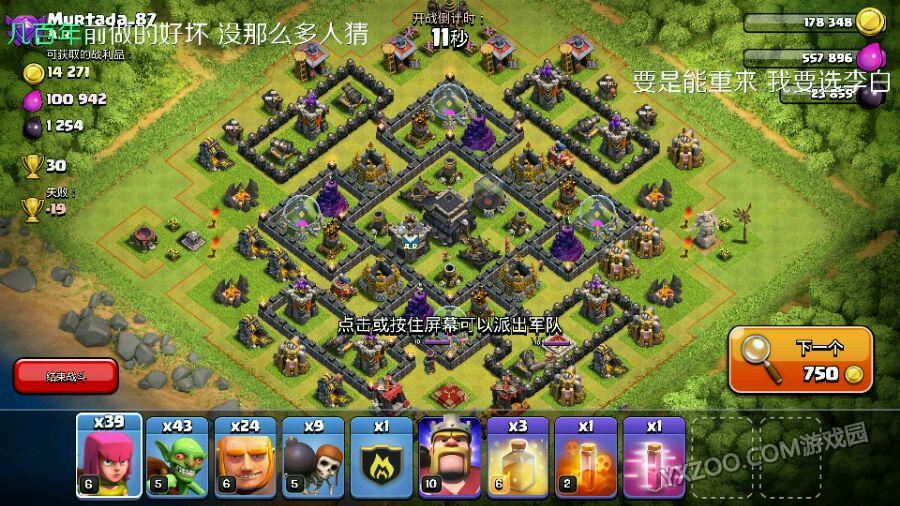 Murtada_87
几百年前做的好坏 没那么多人猜
可获取的战利品：
14 271
100 942
1 254
30
失败：
-19
开战倒计时：
11秒
178 348
557 896
要是能重来 我要选李白
23 855
A.R
点击或按住屏幕可以派出军队
10
10
结束战斗
下一个
750
x39
x43
x24
x9
x1
x3
x1
x1
6
5
6
5
10
6
2
YXZOO.COM游戏园